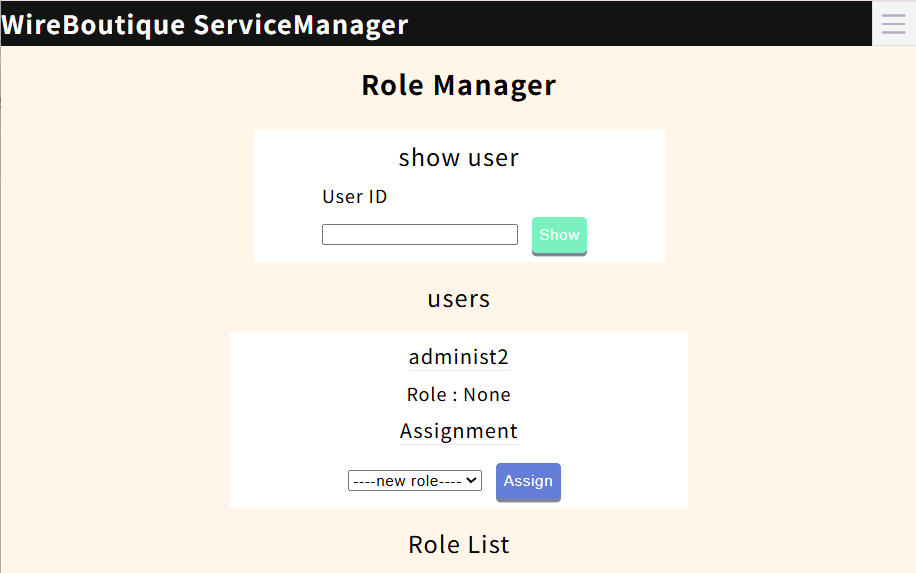 WireBoutique ServiceManager
Role Manager
show user
User ID
Show
users
administ2
Role : None
Assignment
----new role---- Assign
Role List